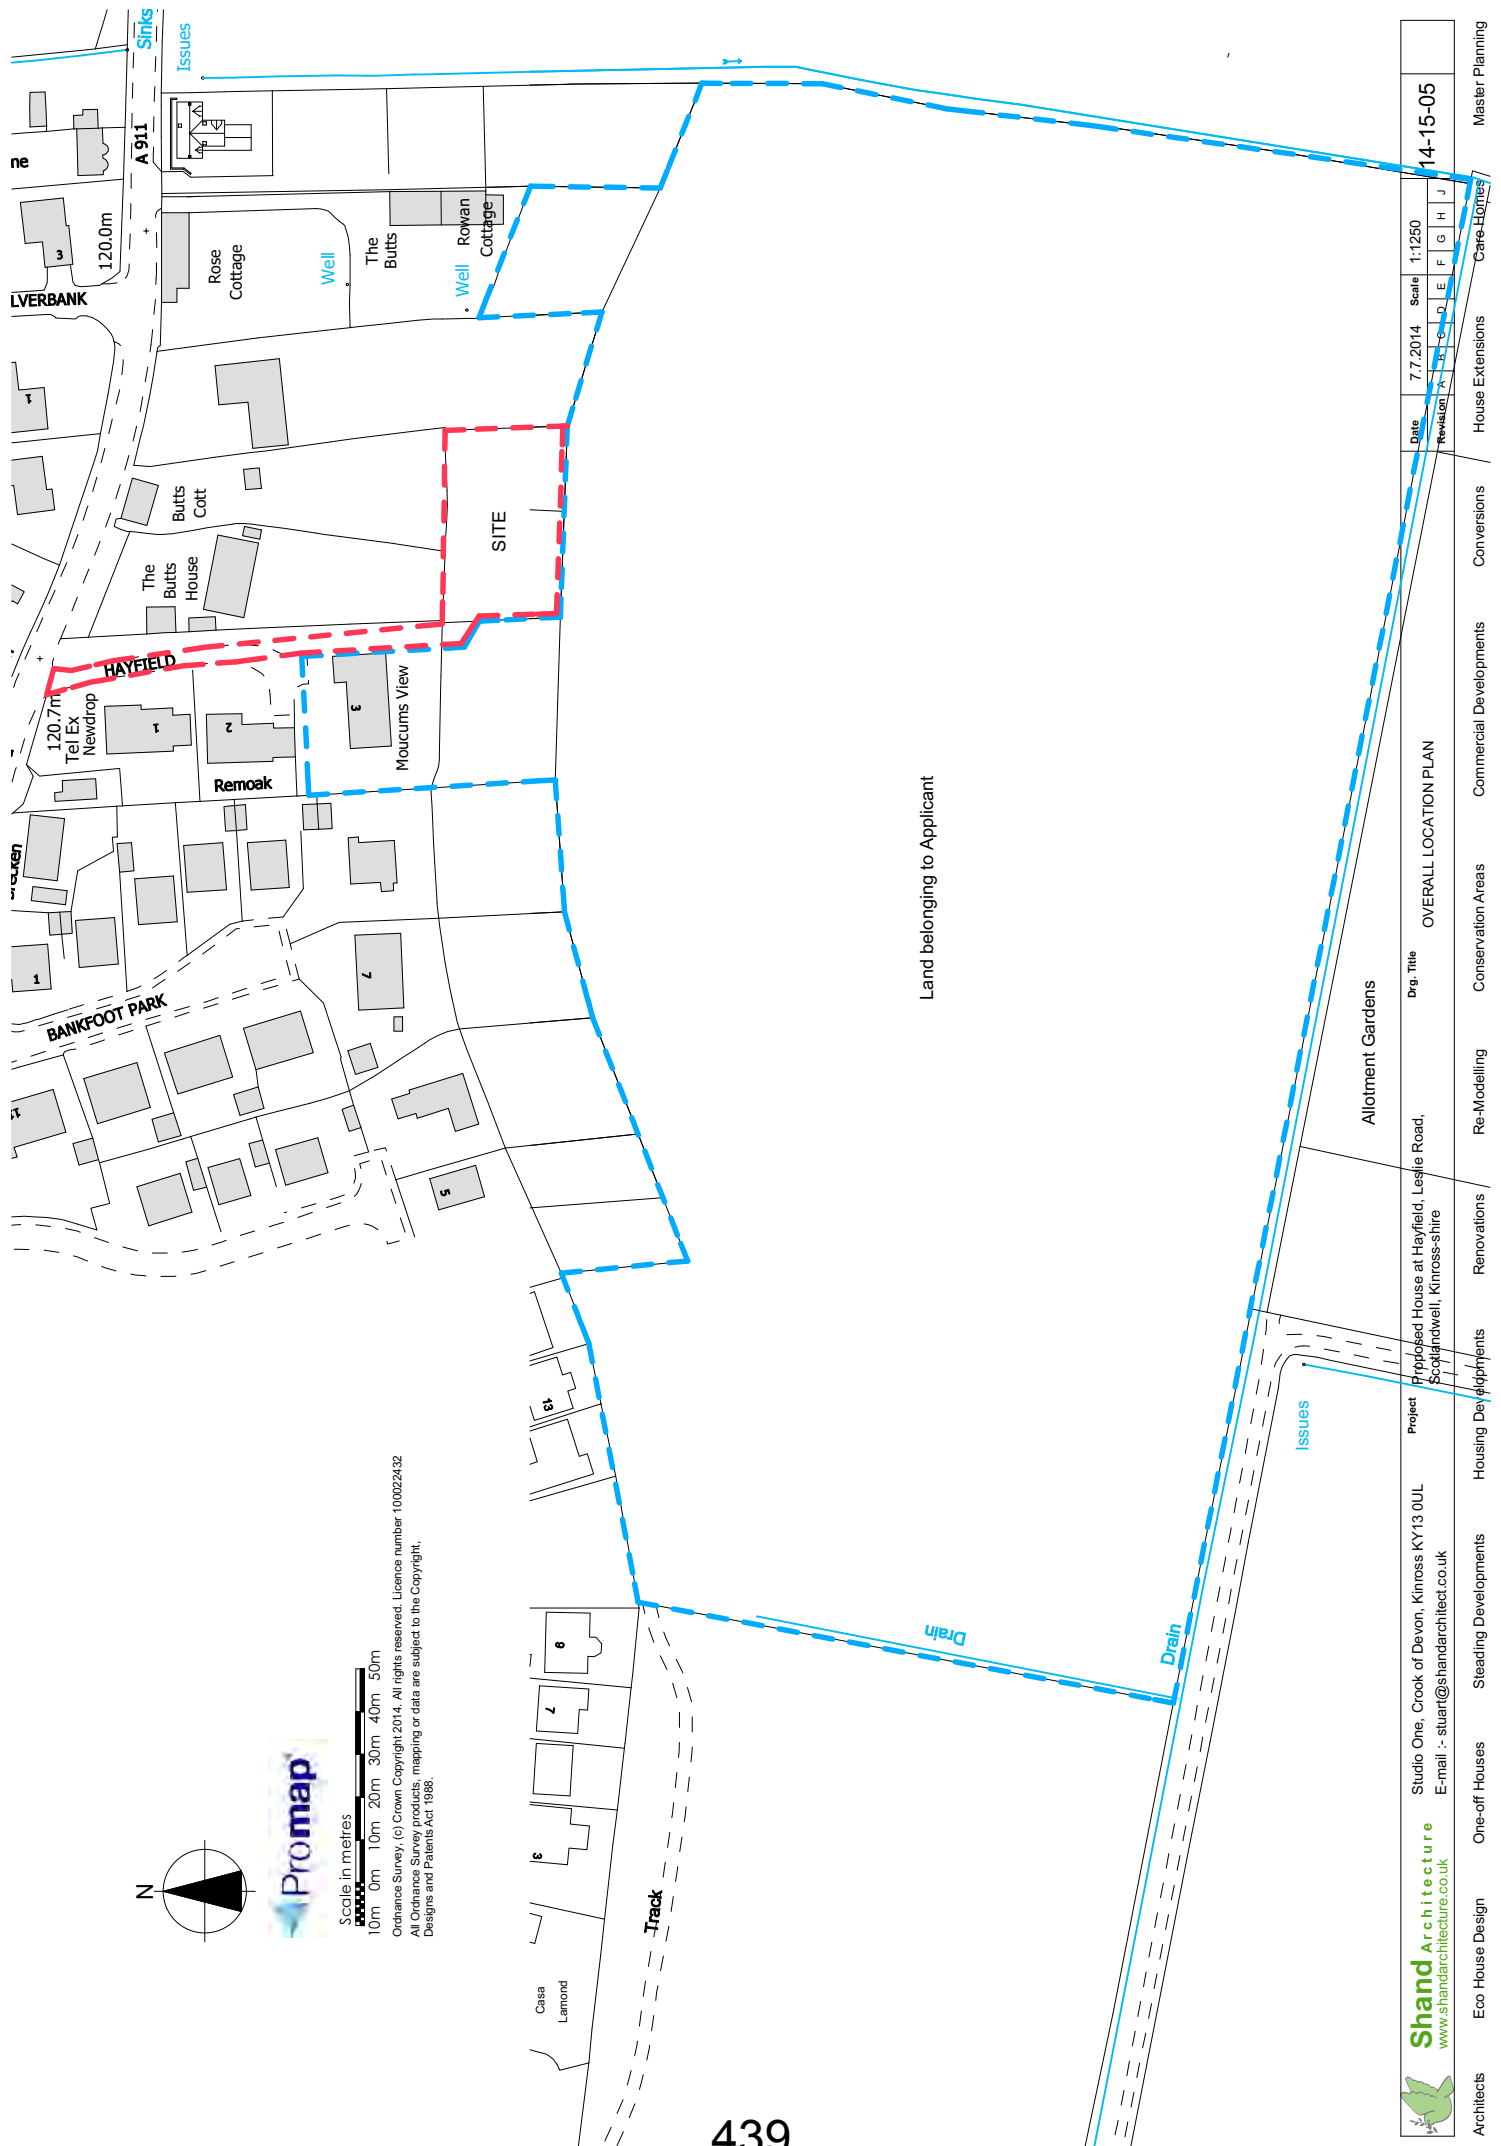 N
Promap
Scale in metres
10m 0m 10m 20m 30m 40m 50m
Ordnance Survey, (c) Crown Copyright 2014. All rights reserved. Licence number 100022432
All Ordnance Survey products, mapping or data are subject to the Copyright,
Designs and Patents Act 1988.
Casa
Lamond
3
7
9
13
Track
11
5
7
1
BANKFOOT PARK
120.7m
Tel Ex
Newdrop
1
2
3
Remoak
HAYFIELD
Moucums View
The
Butts
House
Butts
Cott
SITE
1
LVERBANK
3
120.0m
ne
A 911
Sinks
Issues
Rose
Cottage
Well
The
Butts
Well
Rowan
Cottage
Land belonging to Applicant
Drain
Drain
Issues
Allotment Gardens
Shand Architecture
www.shandarchitecture.co.uk
Studio One, Crook of Devon, Kinross KY13 0UL
E-mail :- stuart@shandarchitect.co.uk
Project
Proposed House at Hayfield, Leslie Road,
Scotlandwell, Kinross-shire
Drg. Title
OVERALL LOCATION PLAN
Date 7.7.2014 Scale 1:1250
Revision A B C D E F G H J
14-15-05
Architects Eco House Design One-off Houses Steading Developments Housing Developments Renovations Re-Modelling Conservation Areas Commercial Developments Conversions House Extensions Care Homes Master Planning
439